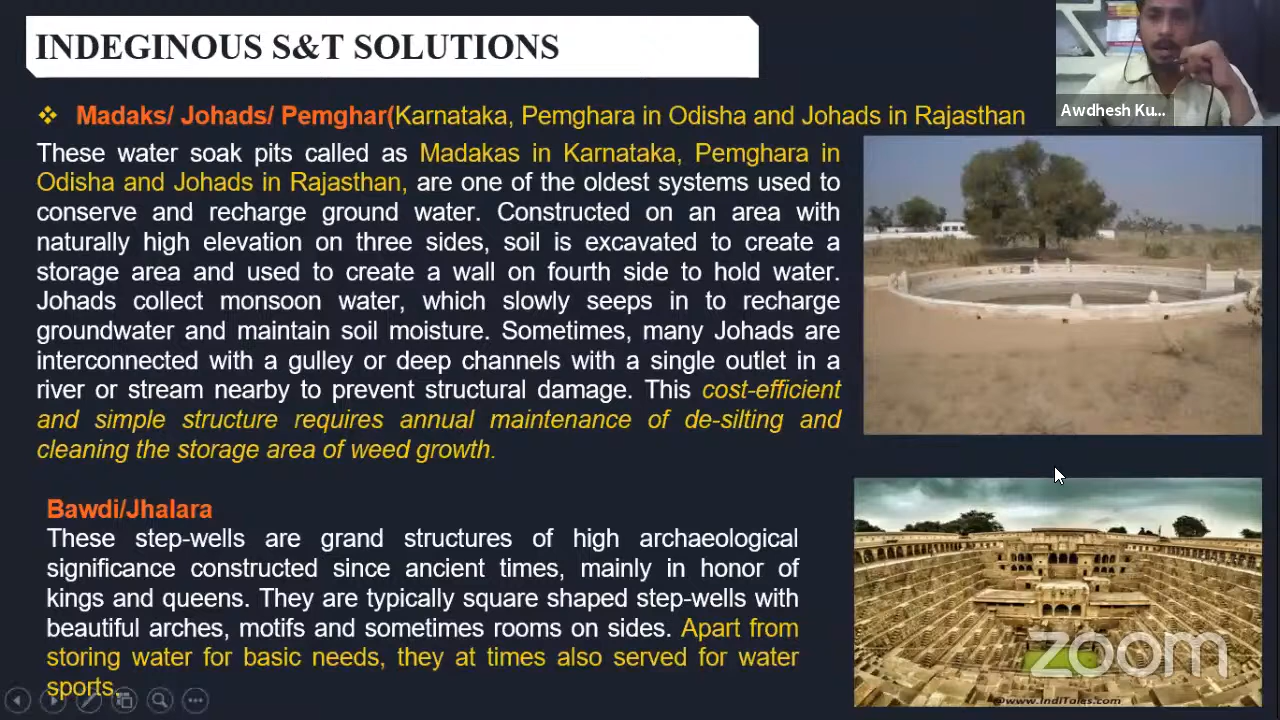 INDEGINOUS S&T SOLUTIONS
Awdhesh Ku...
❖ Madaks/ Johads/ Pemghar(Karnataka, Pemghara in Odisha and Johads in Rajasthan
These water soak pits called as Madakas in Karnataka, Pemghara in
Odisha and Johads in Rajasthan, are one of the oldest systems used to
conserve and recharge ground water. Constructed on an area with
naturally high elevation on three sides, soil is excavated to create a
storage area and used to create a wall on fourth side to hold water.
Johads collect monsoon water, which slowly seeps in to recharge
groundwater and maintain soil moisture. Sometimes, many Johads are
interconnected with a gulley or deep channels with a single outlet in a
river or stream nearby to prevent structural damage. This cost-efficient
and simple structure requires annual maintenance of de-silting and
cleaning the storage area of weed growth.
Bawdi/Jhalara
These step-wells are grand structures of high archaeological
significance constructed since ancient times, mainly in honor of
kings and queens. They are typically square shaped step-wells with
beautiful arches, motifs and sometimes rooms on sides. Apart from
storing water for basic needs, they at times also served for water
sports.
zoom
©www.IndiTales.com